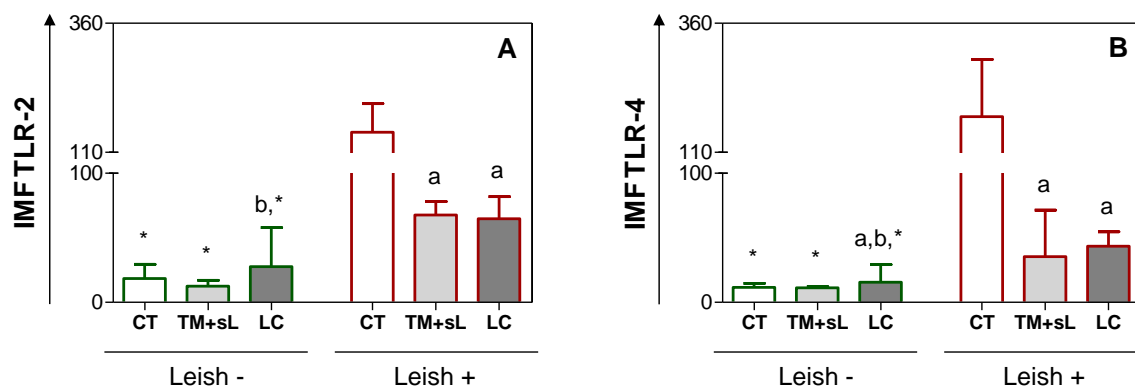 IMFTLR-2
360
110
100
0
A
*
*
b,*
a
a
CT
TM+sL
LC
CT
TM+sL
LC
Leish -
Leish +
IMFTLR-4
360
110
100
0
B
*
*
a,b,*
a
a
CT
TM+sL
LC
CT
TM+sL
LC
Leish -
Leish +